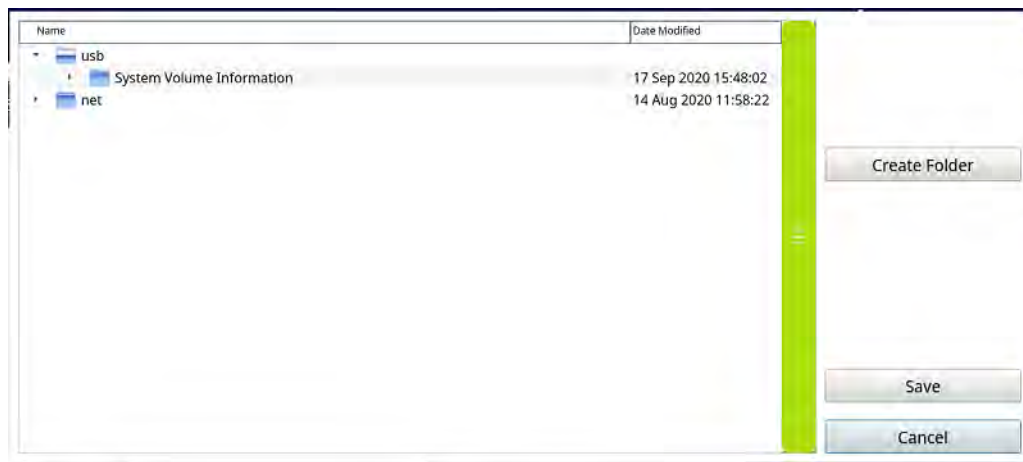 Name Date Modified
usb
System Volume Information 17 Sep 2020 15:48:02
net 14 Aug 2020 11:58:22
Create Folder
Save
Cancel